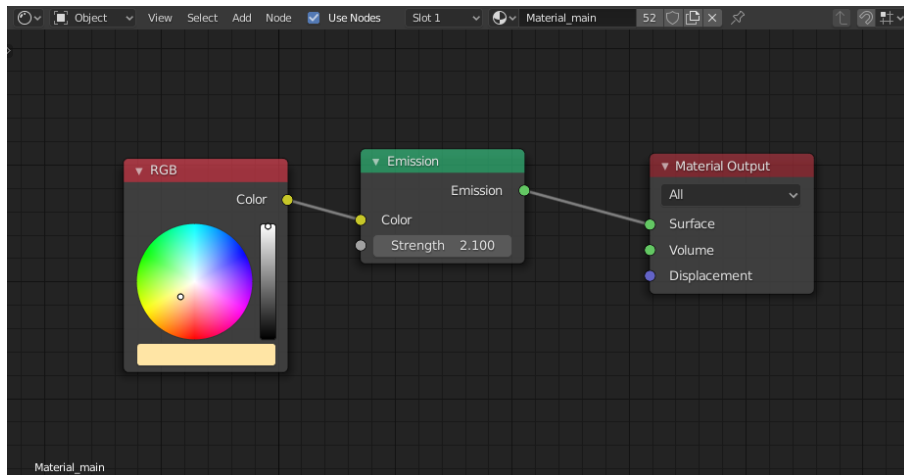 Object View Select Add Node Use Nodes Slot 1 Material_main 52
RGB
Color
Emission
Emission
Color
Strength 2.100
Material Output
All
Surface
Volume
Displacement
Material_main